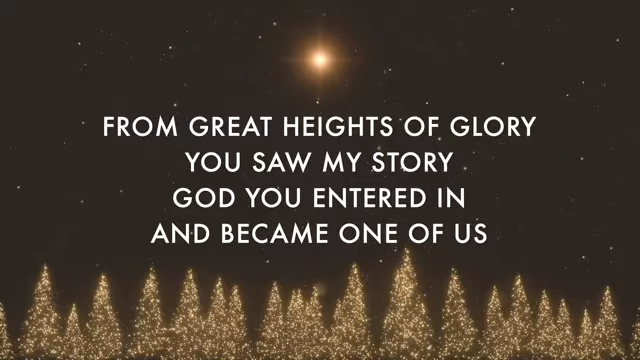 FROM GREAT HEIGHTS OF GLORY
YOU SAW MY STORY
GOD YOU ENTERED IN
AND BECAME ONE OF US